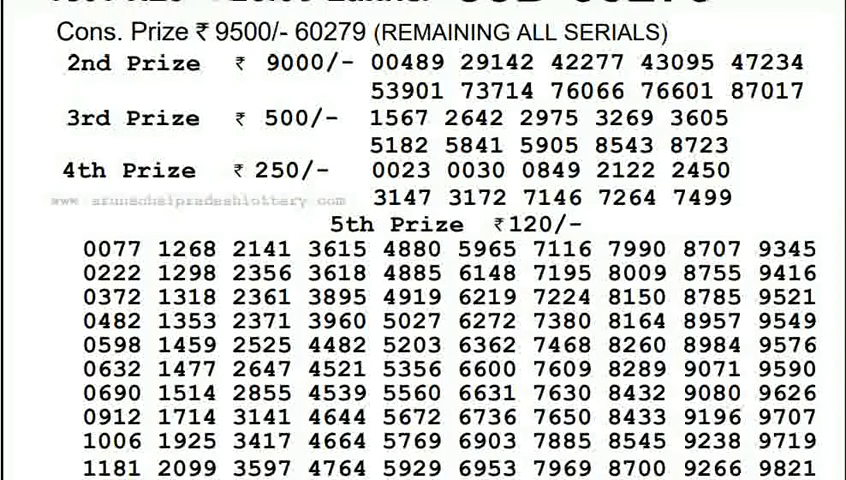 Cons. Prize ₹ 9500/- 60279 (REMAINING ALL SERIALS)
2nd Prize ₹ 9000/- 00489 29142 42277 43095 47234
53901 73714 76066 76601 87017
3rd Prize ₹ 500/- 1567 2642 2975 3269 3605
5182 5841 5905 8543 8723
4th Prize ₹ 250/- 0023 0030 0849 2122 2450
www arunachalpradeshlottery com 3147 3172 7146 7264 7499
5th Prize ₹120/-
0077 1268 2141 3615 4880 5965 7116 7990 8707 9345
0222 1298 2356 3618 4885 6148 7195 8009 8755 9416
0372 1318 2361 3895 4919 6219 7224 8150 8785 9521
0482 1353 2371 3960 5027 6272 7380 8164 8957 9549
0598 1459 2525 4482 5203 6362 7468 8260 8984 9576
0632 1477 2647 4521 5356 6600 7609 8289 9071 9590
0690 1514 2855 4539 5560 6631 7630 8432 9080 9626
0912 1714 3141 4644 5672 6736 7650 8433 9196 9707
1006 1925 3417 4664 5769 6903 7885 8545 9238 9719
1181 2099 3597 4764 5929 6953 7969 8700 9266 9821